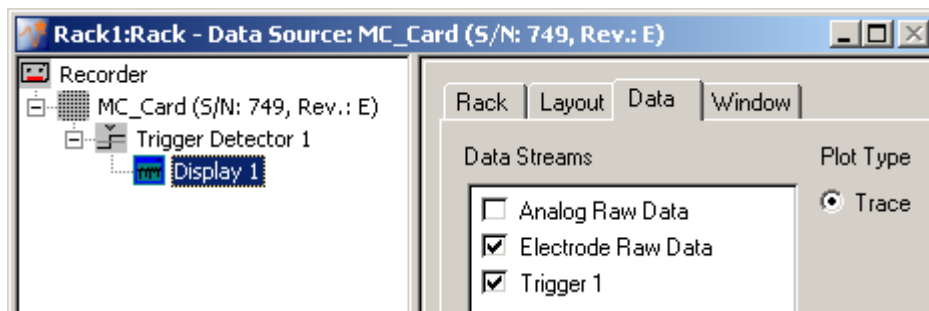 Rack1:Rack - Data Source: MC_Card (S/N: 749, Rev.: E)
Recorder
MC_Card (S/N: 749, Rev.: E)
Trigger Detector 1
Display 1
Rack Layout Data Window
Data Streams
Analog Raw Data
Electrode Raw Data
Trigger 1
Plot Type
Trace